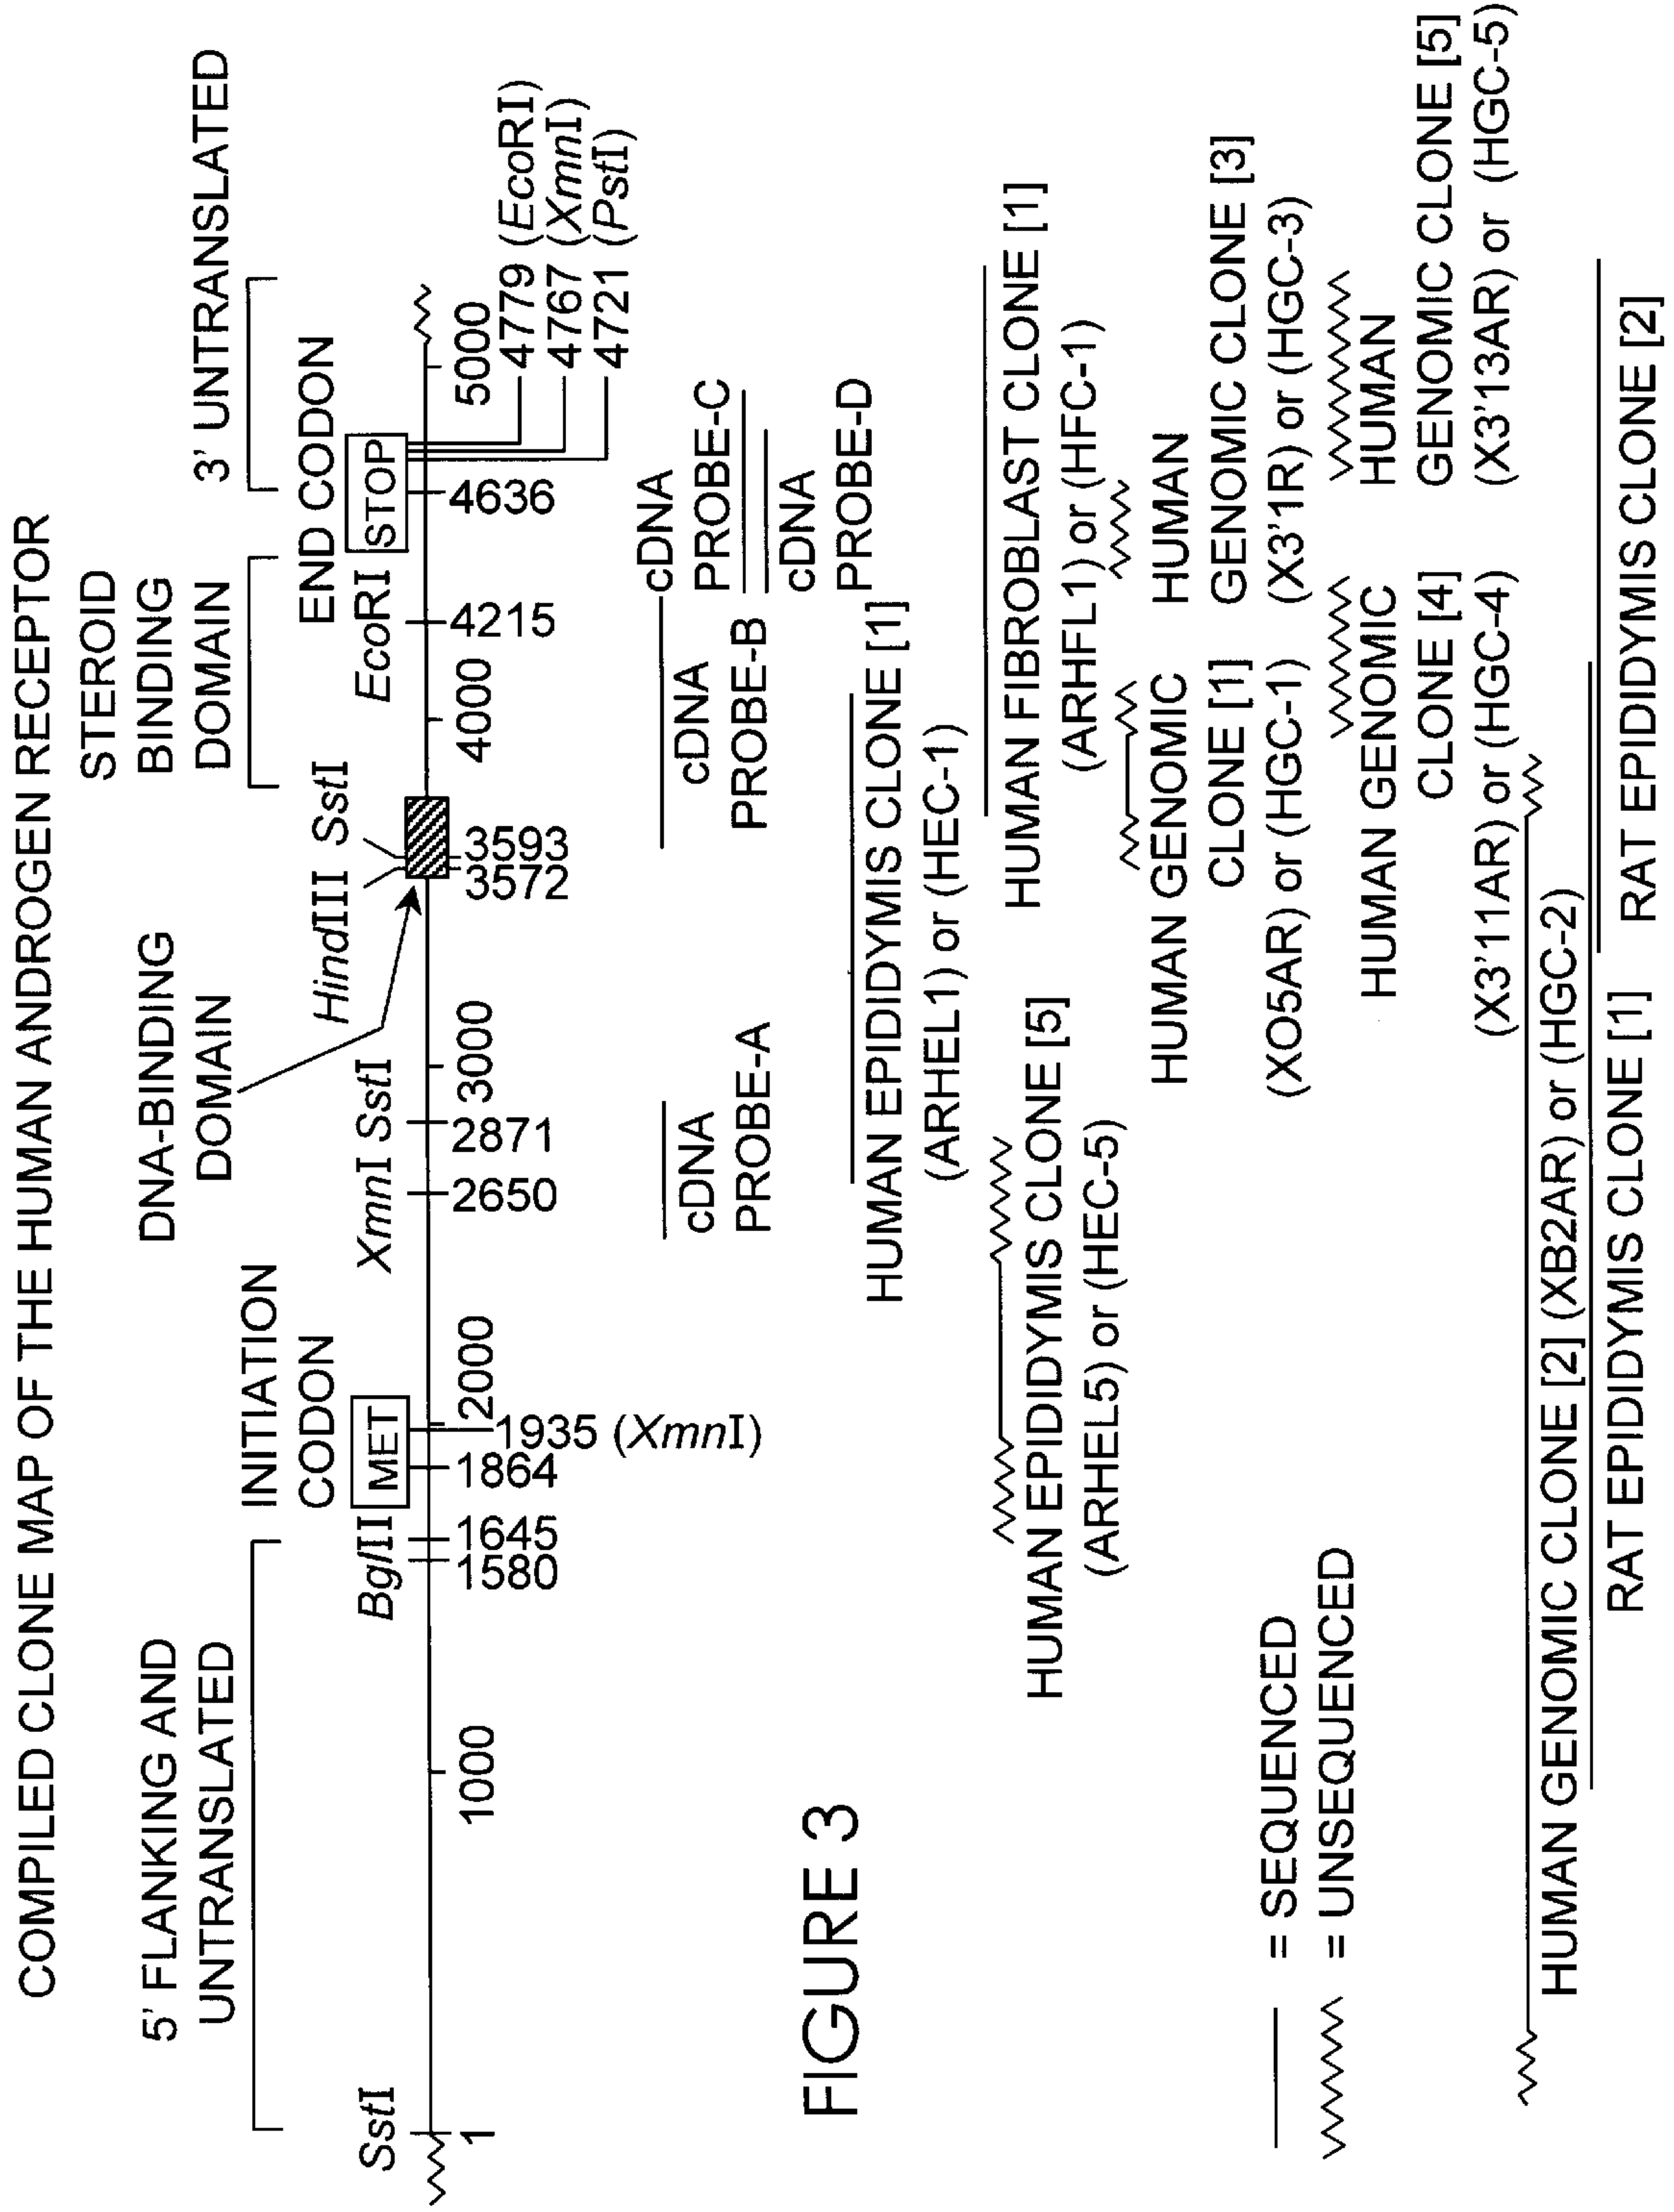 COMPILED CLONE MAP OF THE HUMAN ANDROGEN RECEPTOR
5' FLANKING AND
UNTRANSLATED
INITIATION
CODON
DNA-BINDING
DOMAIN
STEROID
BINDING
DOMAIN
END CODON
3' UNTRANSLATED
SstI
BglII
MET
XmnI SstI
HindIII SstI
EcoRI
STOP
1
1000
1580
1645
1864
1935 (XmnI)
2000
2650
2871
3000
3572
3593
4000
4215
4636
5000
4779 (EcoRI)
4767 (XmnI)
4721 (PstI)
cDNA
PROBE-A
cDNA
PROBE-B
cDNA
PROBE-C
cDNA
PROBE-D
FIGURE 3
HUMAN EPIDIDYMIS CLONE [1]
(ARHEL1) or (HEC-1)
HUMAN FIBROBLAST CLONE [1]
(ARHFL1) or (HFC-1)
HUMAN EPIDIDYMIS CLONE [5]
(ARHEL5) or (HEC-5)
HUMAN GENOMIC
CLONE [1]
(XO5AR) or (HGC-1)
HUMAN
GENOMIC CLONE [3]
(X3'1R) or (HGC-3)
HUMAN GENOMIC
CLONE [4]
(X3'11AR) or (HGC-4)
HUMAN
GENOMIC CLONE [5]
(X3'13AR) or (HGC-5)
= SEQUENCED
= UNSEQUENCED
HUMAN GENOMIC CLONE [2] (XB2AR) or (HGC-2)
RAT EPIDIDYMIS CLONE [1]
RAT EPIDIDYMIS CLONE [2]